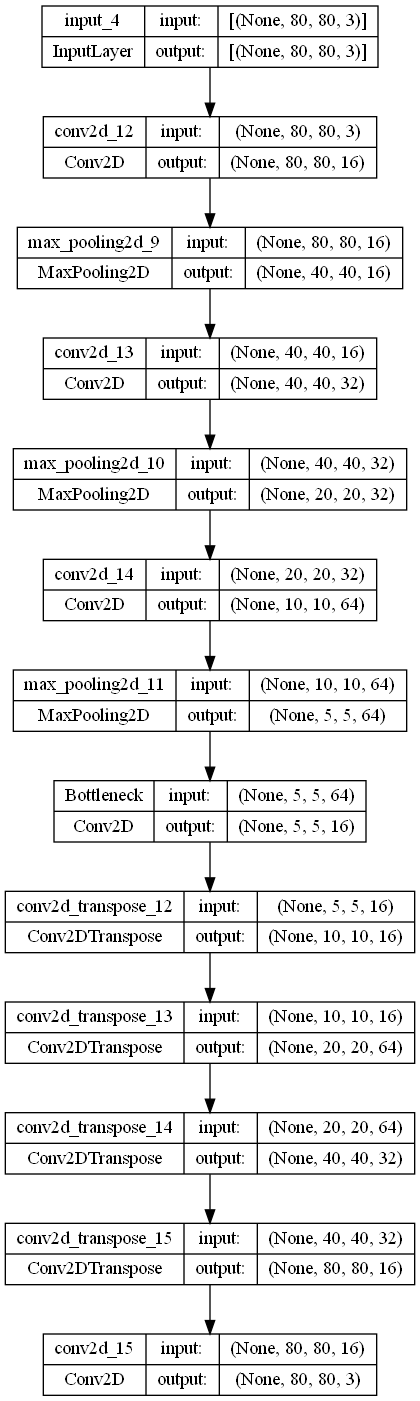 input_4 input: [(None, 80, 80, 3)]
InputLayer output: [(None, 80, 80, 3)]
conv2d_12 input: (None, 80, 80, 3)
Conv2D output: (None, 80, 80, 16)
max_pooling2d_9 input: (None, 80, 80, 16)
MaxPooling2D output: (None, 40, 40, 16)
conv2d_13 input: (None, 40, 40, 16)
Conv2D output: (None, 40, 40, 32)
max_pooling2d_10 input: (None, 40, 40, 32)
MaxPooling2D output: (None, 20, 20, 32)
conv2d_14 input: (None, 20, 20, 32)
Conv2D output: (None, 10, 10, 64)
max_pooling2d_11 input: (None, 10, 10, 64)
MaxPooling2D output: (None, 5, 5, 64)
Bottleneck input: (None, 5, 5, 64)
Conv2D output: (None, 5, 5, 16)
conv2d_transpose_12 input: (None, 5, 5, 16)
Conv2DTranspose output: (None, 10, 10, 16)
conv2d_transpose_13 input: (None, 10, 10, 16)
Conv2DTranspose output: (None, 20, 20, 64)
conv2d_transpose_14 input: (None, 20, 20, 64)
Conv2DTranspose output: (None, 40, 40, 32)
conv2d_transpose_15 input: (None, 40, 40, 32)
Conv2DTranspose output: (None, 80, 80, 16)
conv2d_15 input: (None, 80, 80, 16)
Conv2D output: (None, 80, 80, 3)